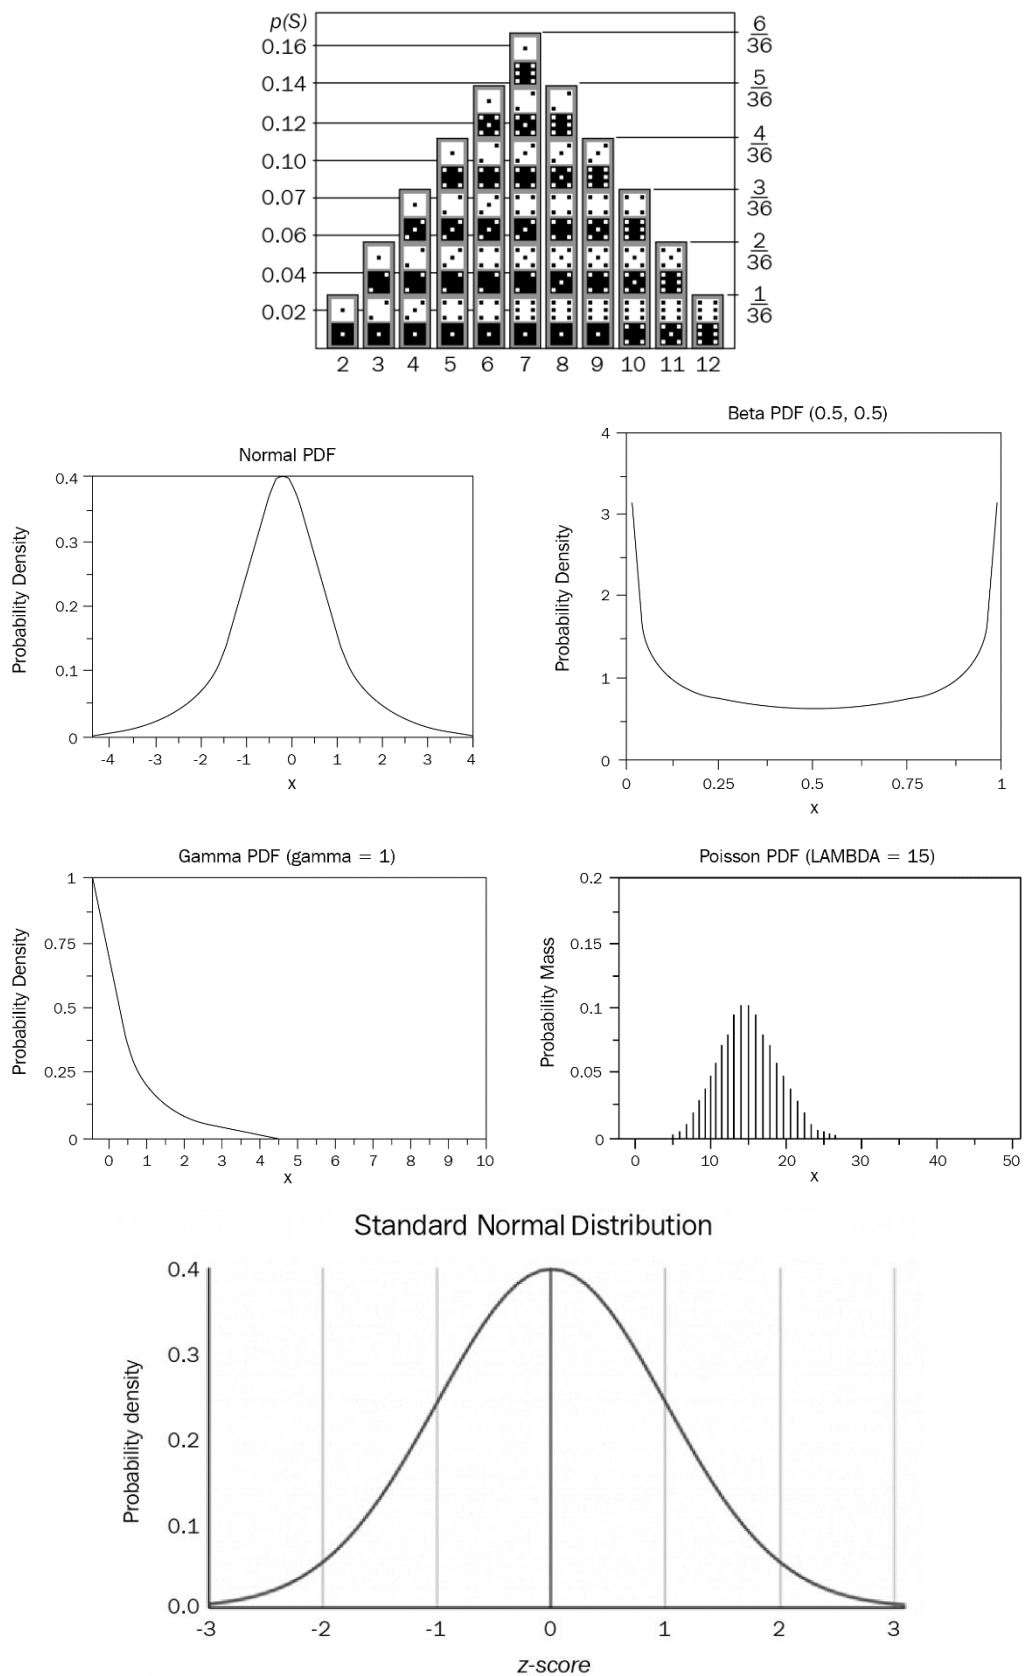 p(S)
0.16
0.14
0.12
0.10
0.07
0.06
0.04
0.02
6
36
5
36
4
36
3
36
2
36
1
36
2 3 4 5 6 7 8 9 10 11 12
Normal PDF
Probability Density
0.4
0.3
0.2
0.1
0
-4 -3 -2 -1 0 1 2 3 4
x
Beta PDF (0.5, 0.5)
Probability Density
4
3
2
1
0
0 0.25 0.5 0.75 1
x
Gamma PDF (gamma = 1)
Probability Density
1
0.75
0.5
0.25
0
0 1 2 3 4 5 6 7 8 9 10
x
Poisson PDF (LAMBDA = 15)
Probability Mass
0.2
0.15
0.1
0.05
0
0 10 20 30 40 50
x
Standard Normal Distribution
Probability density
0.4
0.3
0.2
0.1
0.0
-3 -2 -1 0 1 2 3
z-score